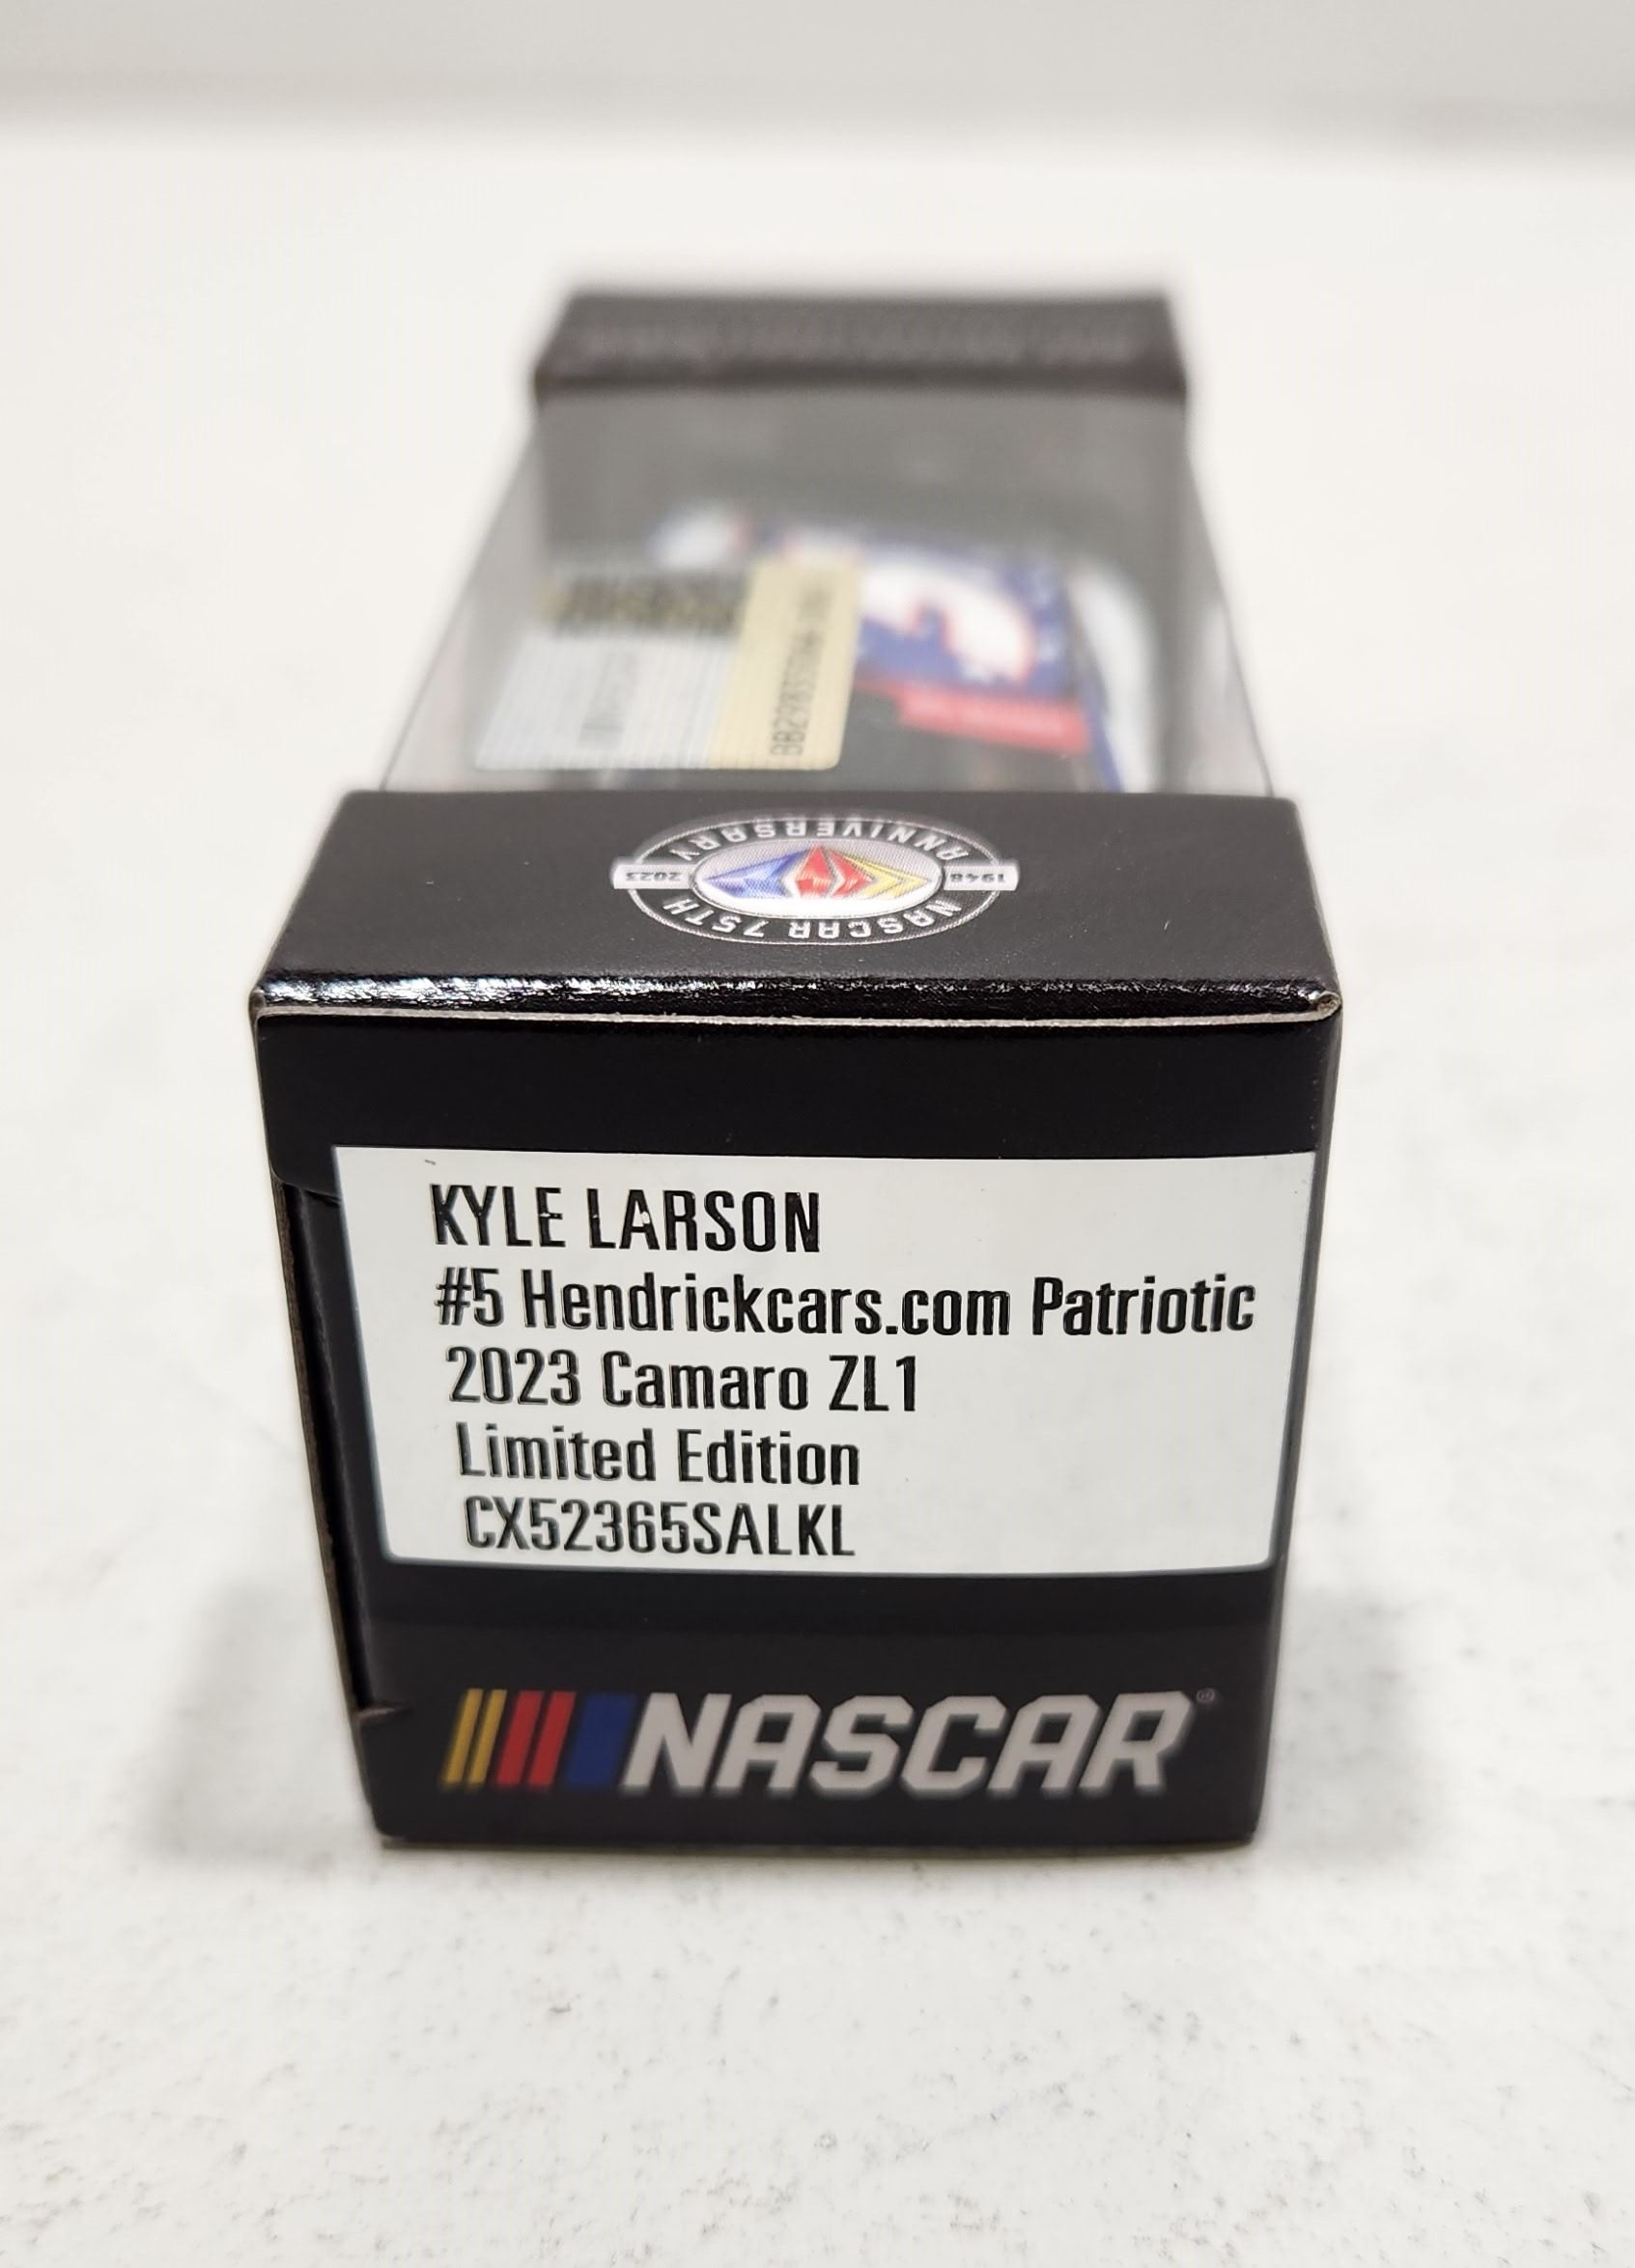 NASCAR 75TH
ANNIVERSARY
1948 2023
KYLE LARSON
#5 Hendrickcars.com Patriotic
2023 Camaro ZL1
Limited Edition
CX52365SALKL
NASCAR®